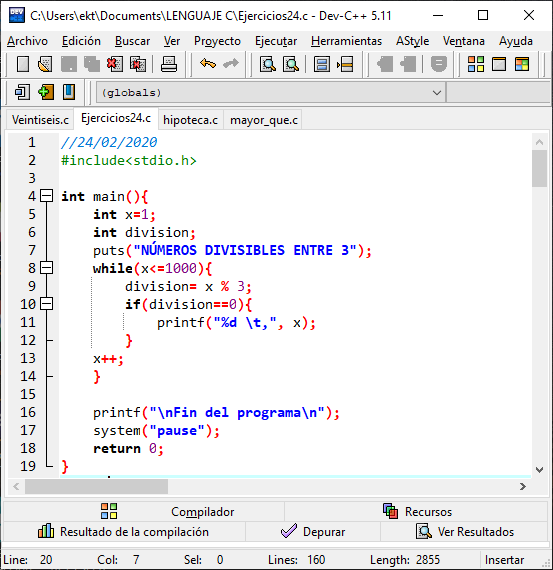 C:\Users\ekt\Documents\LENGUAJE C\Ejercicios24.c - Dev-C++ 5.11
Archivo Edición Buscar Ver Proyecto Ejecutar Herramientas AStyle Ventana Ayuda
(globals)
Veintiseis.c Ejercicios24.c hipoteca.c mayor_que.c
1 //24/02/2020
2 #include<stdio.h>
3
4 int main(){
5 int x=1;
6 int division;
7 puts("NÚMEROS DIVISIBLES ENTRE 3");
8 while(x<=1000){
9 division= x % 3;
10 if(division==0){
11 printf("%d \t,", x);
12 }
13 x++;
14 }
15
16 printf("\nFin del programa\n");
17 system("pause");
18 return 0;
19 }
Compilador Recursos
Resultado de la compilación Depurar Ver Resultados
Line: 20 Col: 7 Sel: 0 Lines: 160 Length: 2855 Insertar